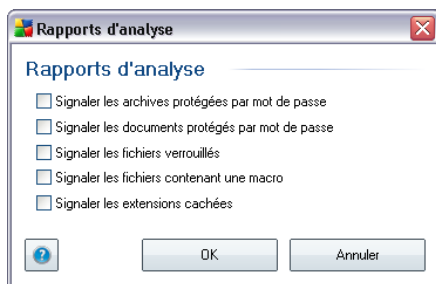 Rapports d'analyse
Rapports d'analyse
Signaler les archives protégées par mot de passe
Signaler les documents protégés par mot de passe
Signaler les fichiers verrouillés
Signaler les fichiers contenant une macro
Signaler les extensions cachées
?
OK
Annuler